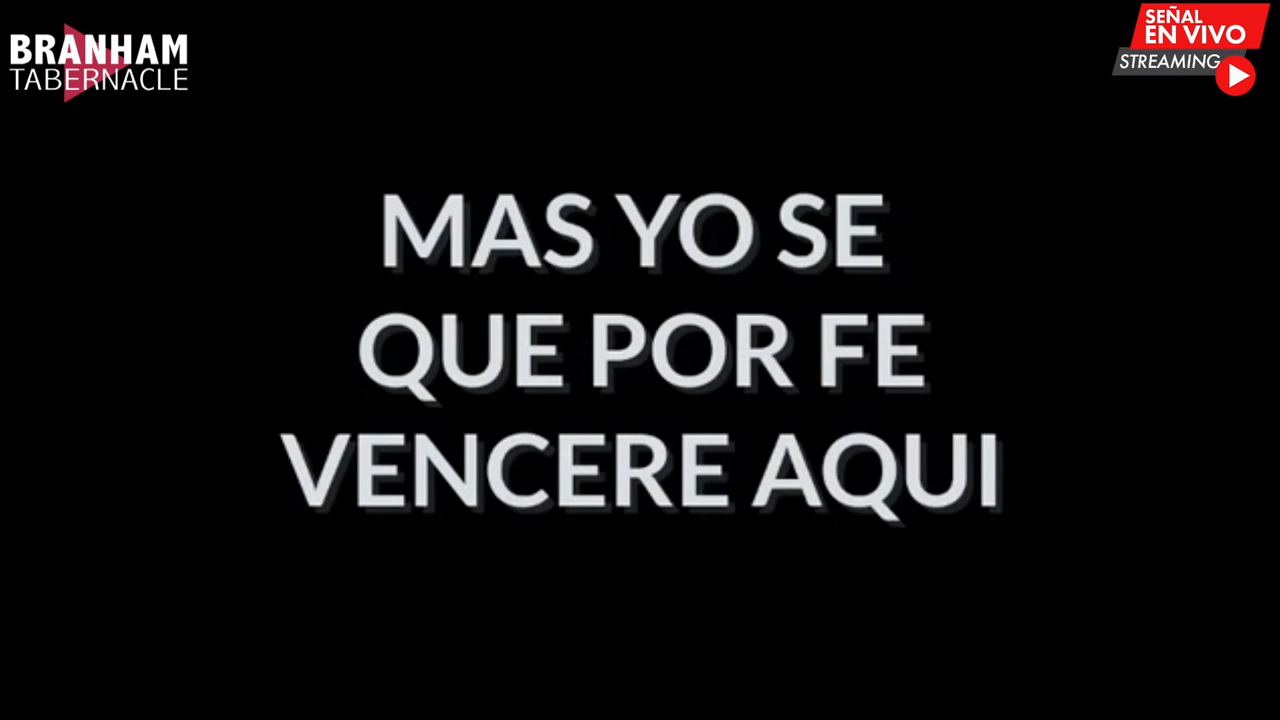 BRANHAM
TABERNACLE
SEÑAL
EN VIVO
STREAMING
MAS YO SE
QUE POR FE
VENCERE AQUI